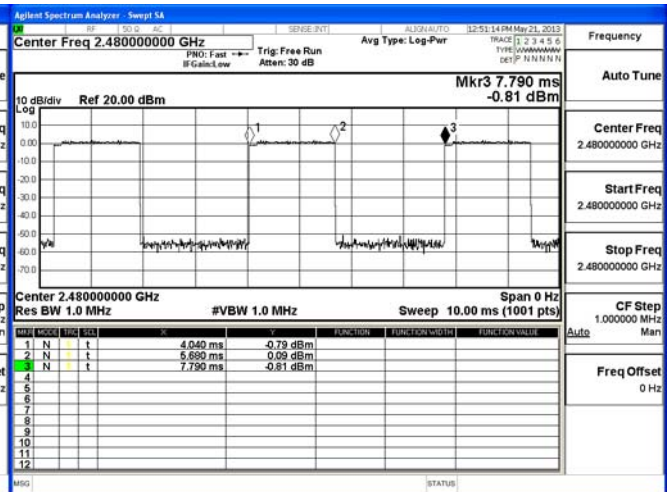 Agilent Spectrum Analyzer - Swept SA
RF 50 Ω AC SENSE:INT ALIGNAUTO 12:51:14 PM May 21, 2013
Center Freq 2.480000000 GHz
PNO: Fast
IFGain:Low
Trig: Free Run
Atten: 30 dB
Avg Type: Log-Pwr
TRACE 1 2 3 4 5 6
TYPE WWWWWW
DET P N N N N N
Frequency
Mkr3 7.790 ms
-0.81 dBm
10 dB/div Ref 20.00 dBm
Log
10.0
0.00
-10.0
-20.0
-30.0
-40.0
-50.0
-60.0
-70.0
1
2
3
Center 2.480000000 GHz Span 0 Hz
Res BW 1.0 MHz #VBW 1.0 MHz Sweep 10.00 ms (1001 pts)
MKR MODE TRC SCL X Y FUNCTION FUNCTION WIDTH FUNCTION VALUE
1 N t 4.040 ms -0.79 dBm
2 N t 5.680 ms 0.09 dBm
3 N t 7.790 ms -0.81 dBm
4
5
6
7
8
9
10
11
12
MSG STATUS
Auto Tune
Center Freq
2.480000000 GHz
Start Freq
2.480000000 GHz
Stop Freq
2.480000000 GHz
CF Step
1.000000 MHz
Auto Man
Freq Offset
0 Hz